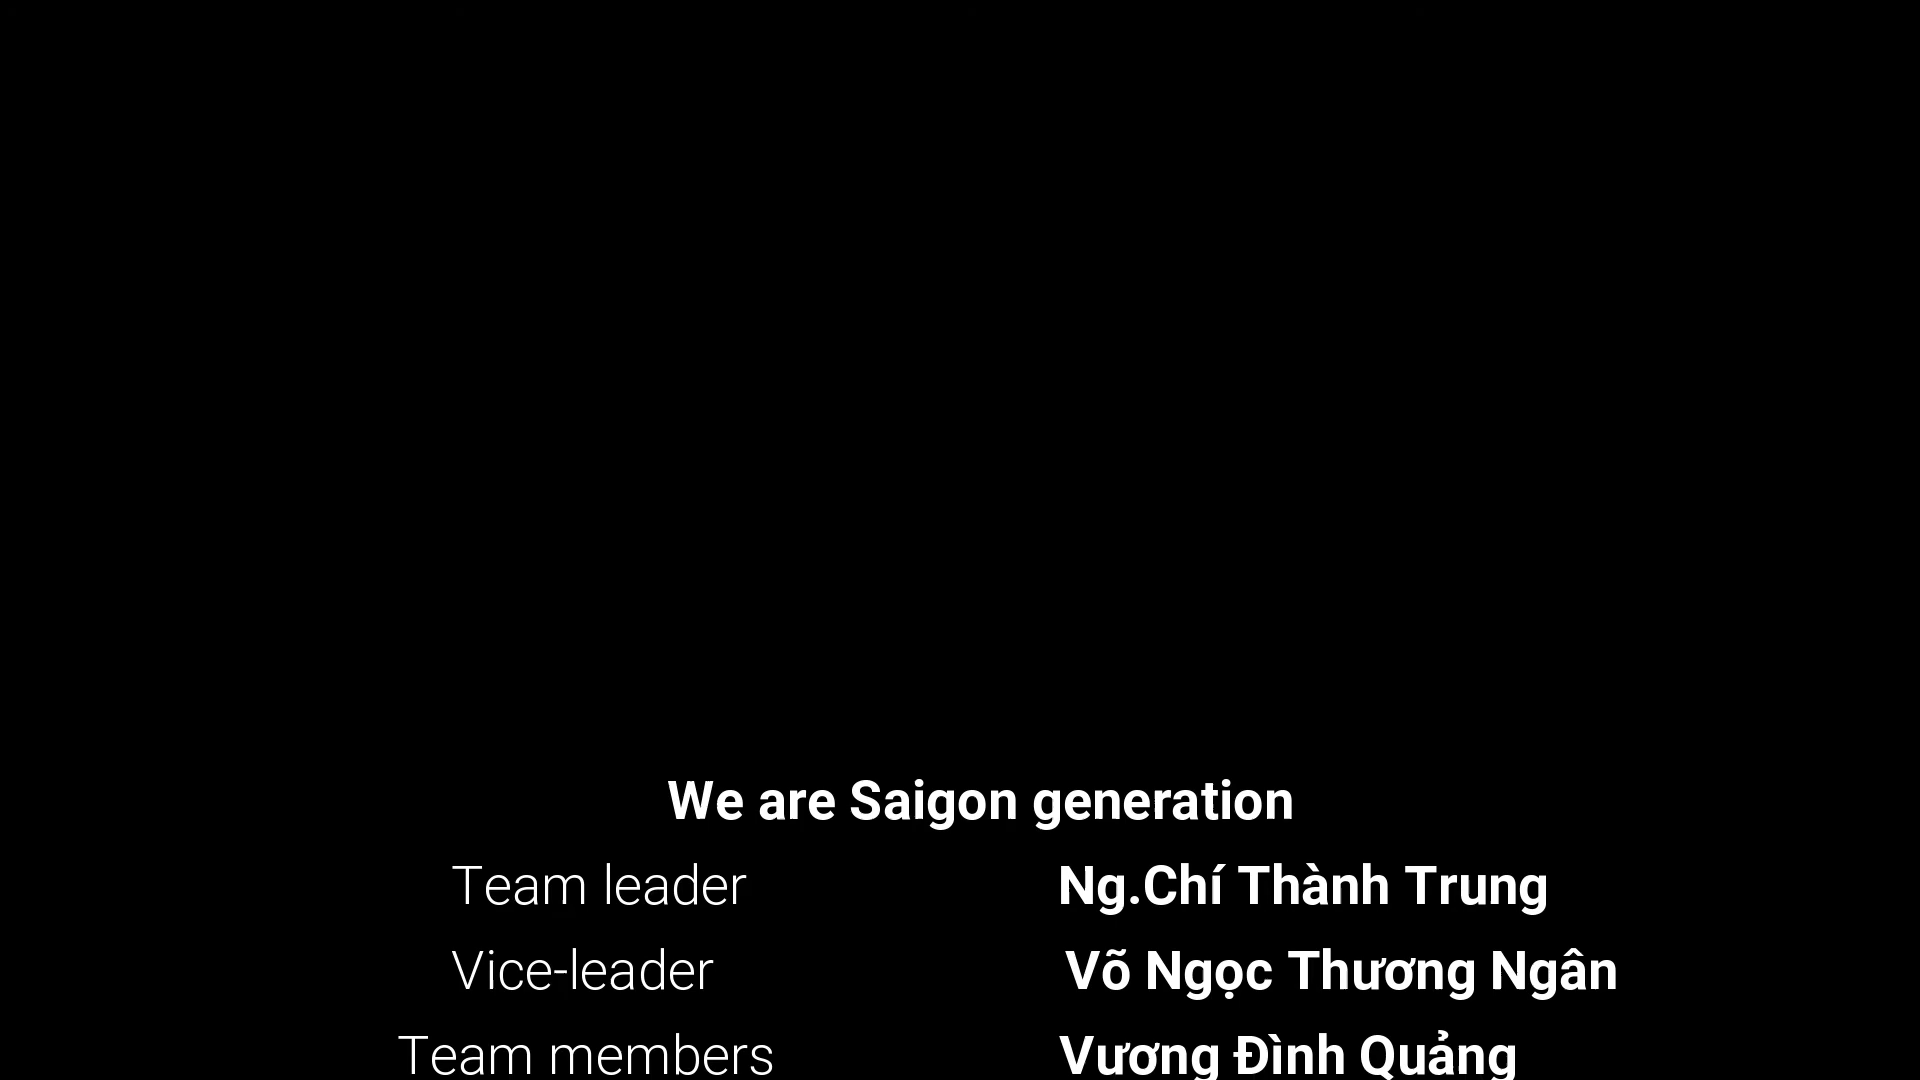 We are Saigon generation
Team leader Ng.Chí Thành Trung
Vice-leader Võ Ngọc Thương Ngân
Team members Vương Đình Quảng